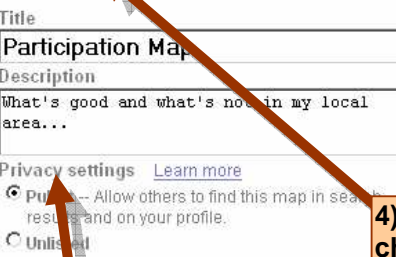 Title
Participation Map
Description
What's good and what's not in my local
area...
Privacy settings Learn more
Public -- Allow others to find this map in search
results and on your profile.
Unlisted
4)